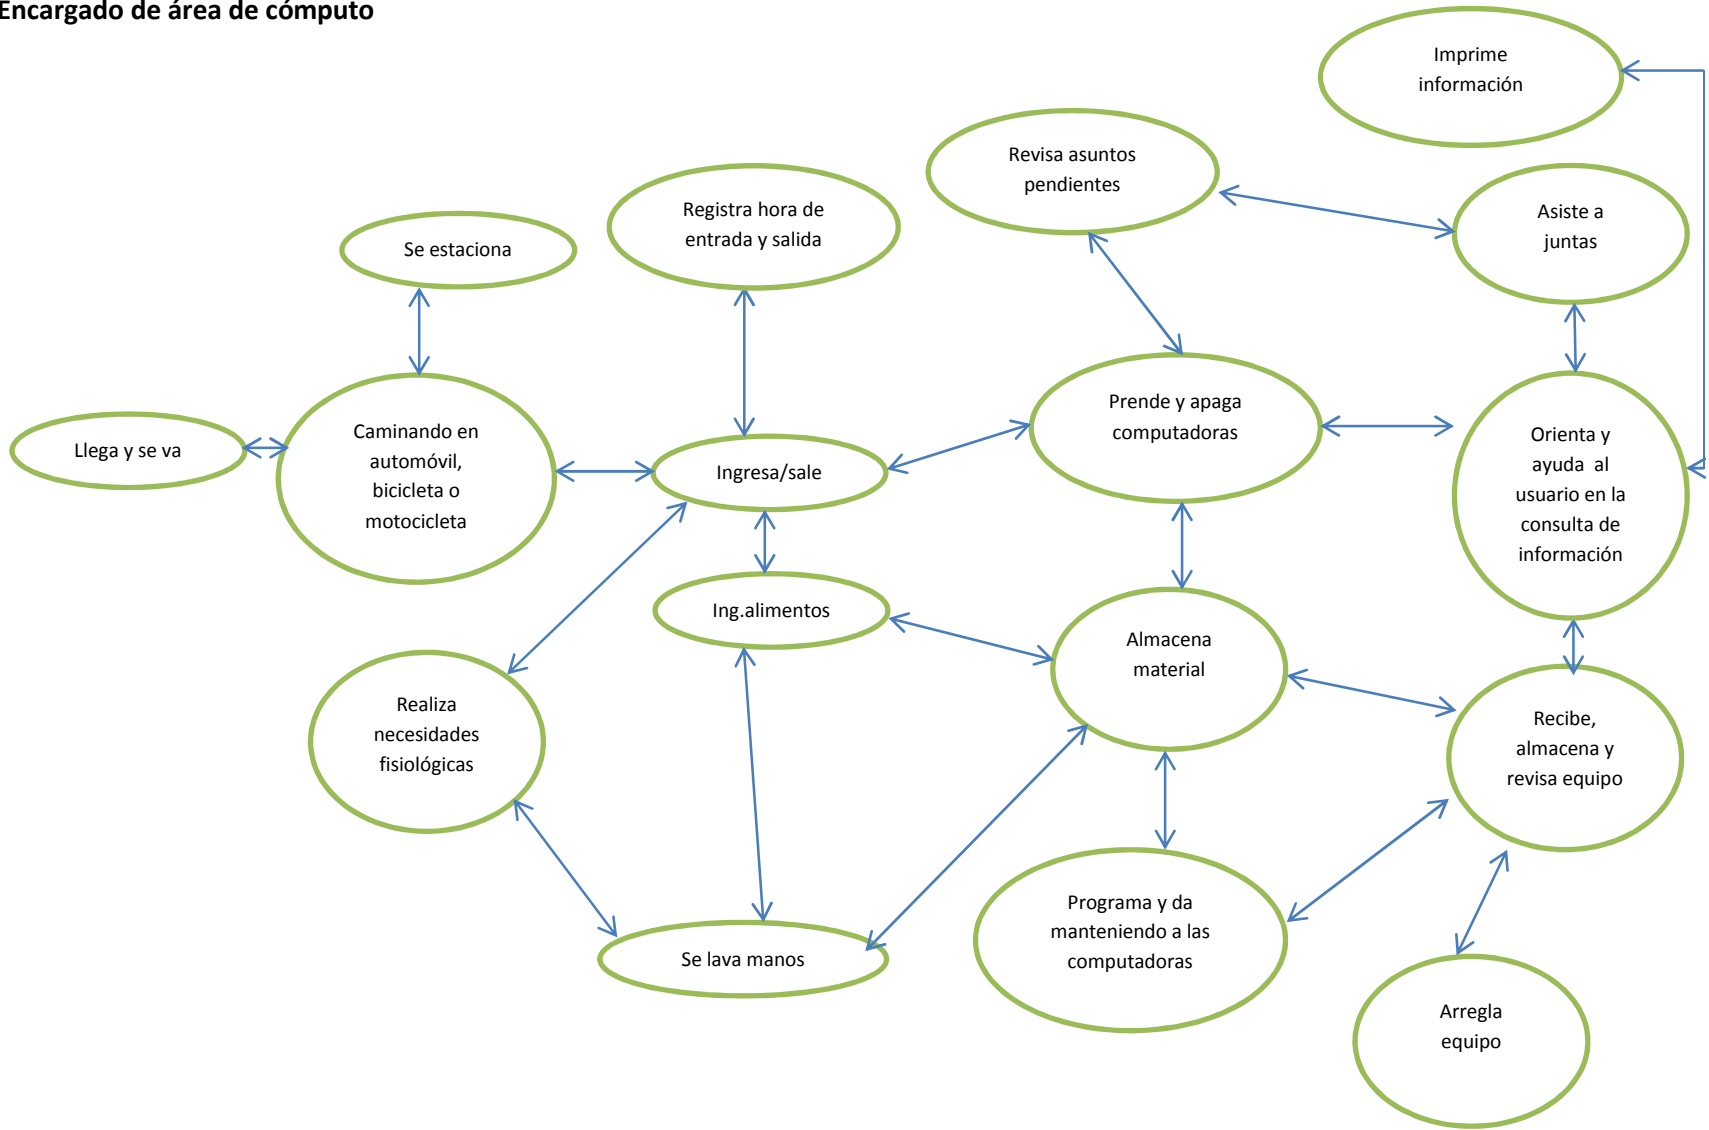 Encargado de área de cómputo
Imprime
información
Revisa asuntos
pendientes
Registra hora de
entrada y salida
Asiste a
juntas
Se estaciona
Prende y apaga
computadoras
Llega y se va
Caminando en
automóvil,
bicicleta o
motocicleta
Ingresa/sale
Orienta y
ayuda al
usuario en la
consulta de
información
Ing.alimentos
Almacena
material
Realiza
necesidades
fisiológicas
Recibe,
almacena y
revisa equipo
Programa y da
manteniendo a las
computadoras
Se lava manos
Arregla
equipo